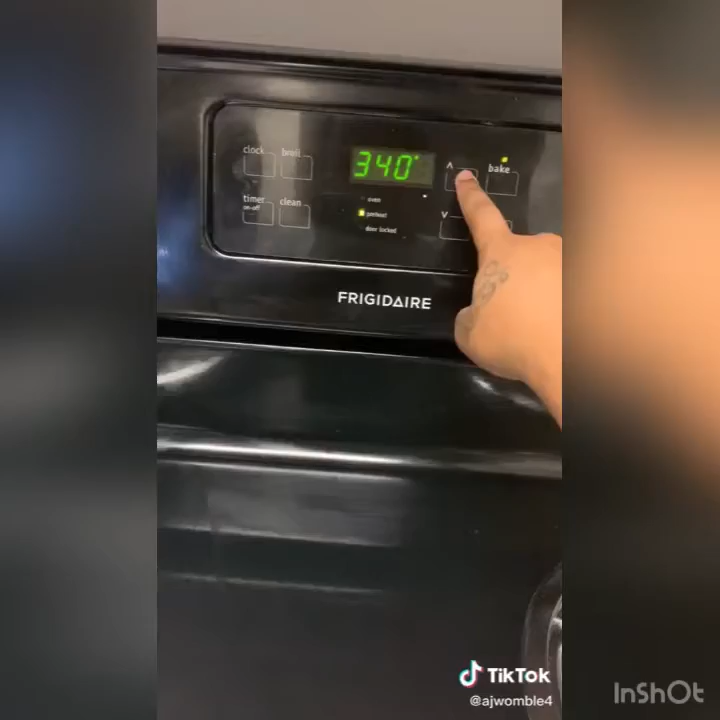 clock broil
340°
^
bake
oven
timer
on-off
clean
preheat
v
door locked
FRIGIDAIRE
TikTok
@ajwomble4
InShOt